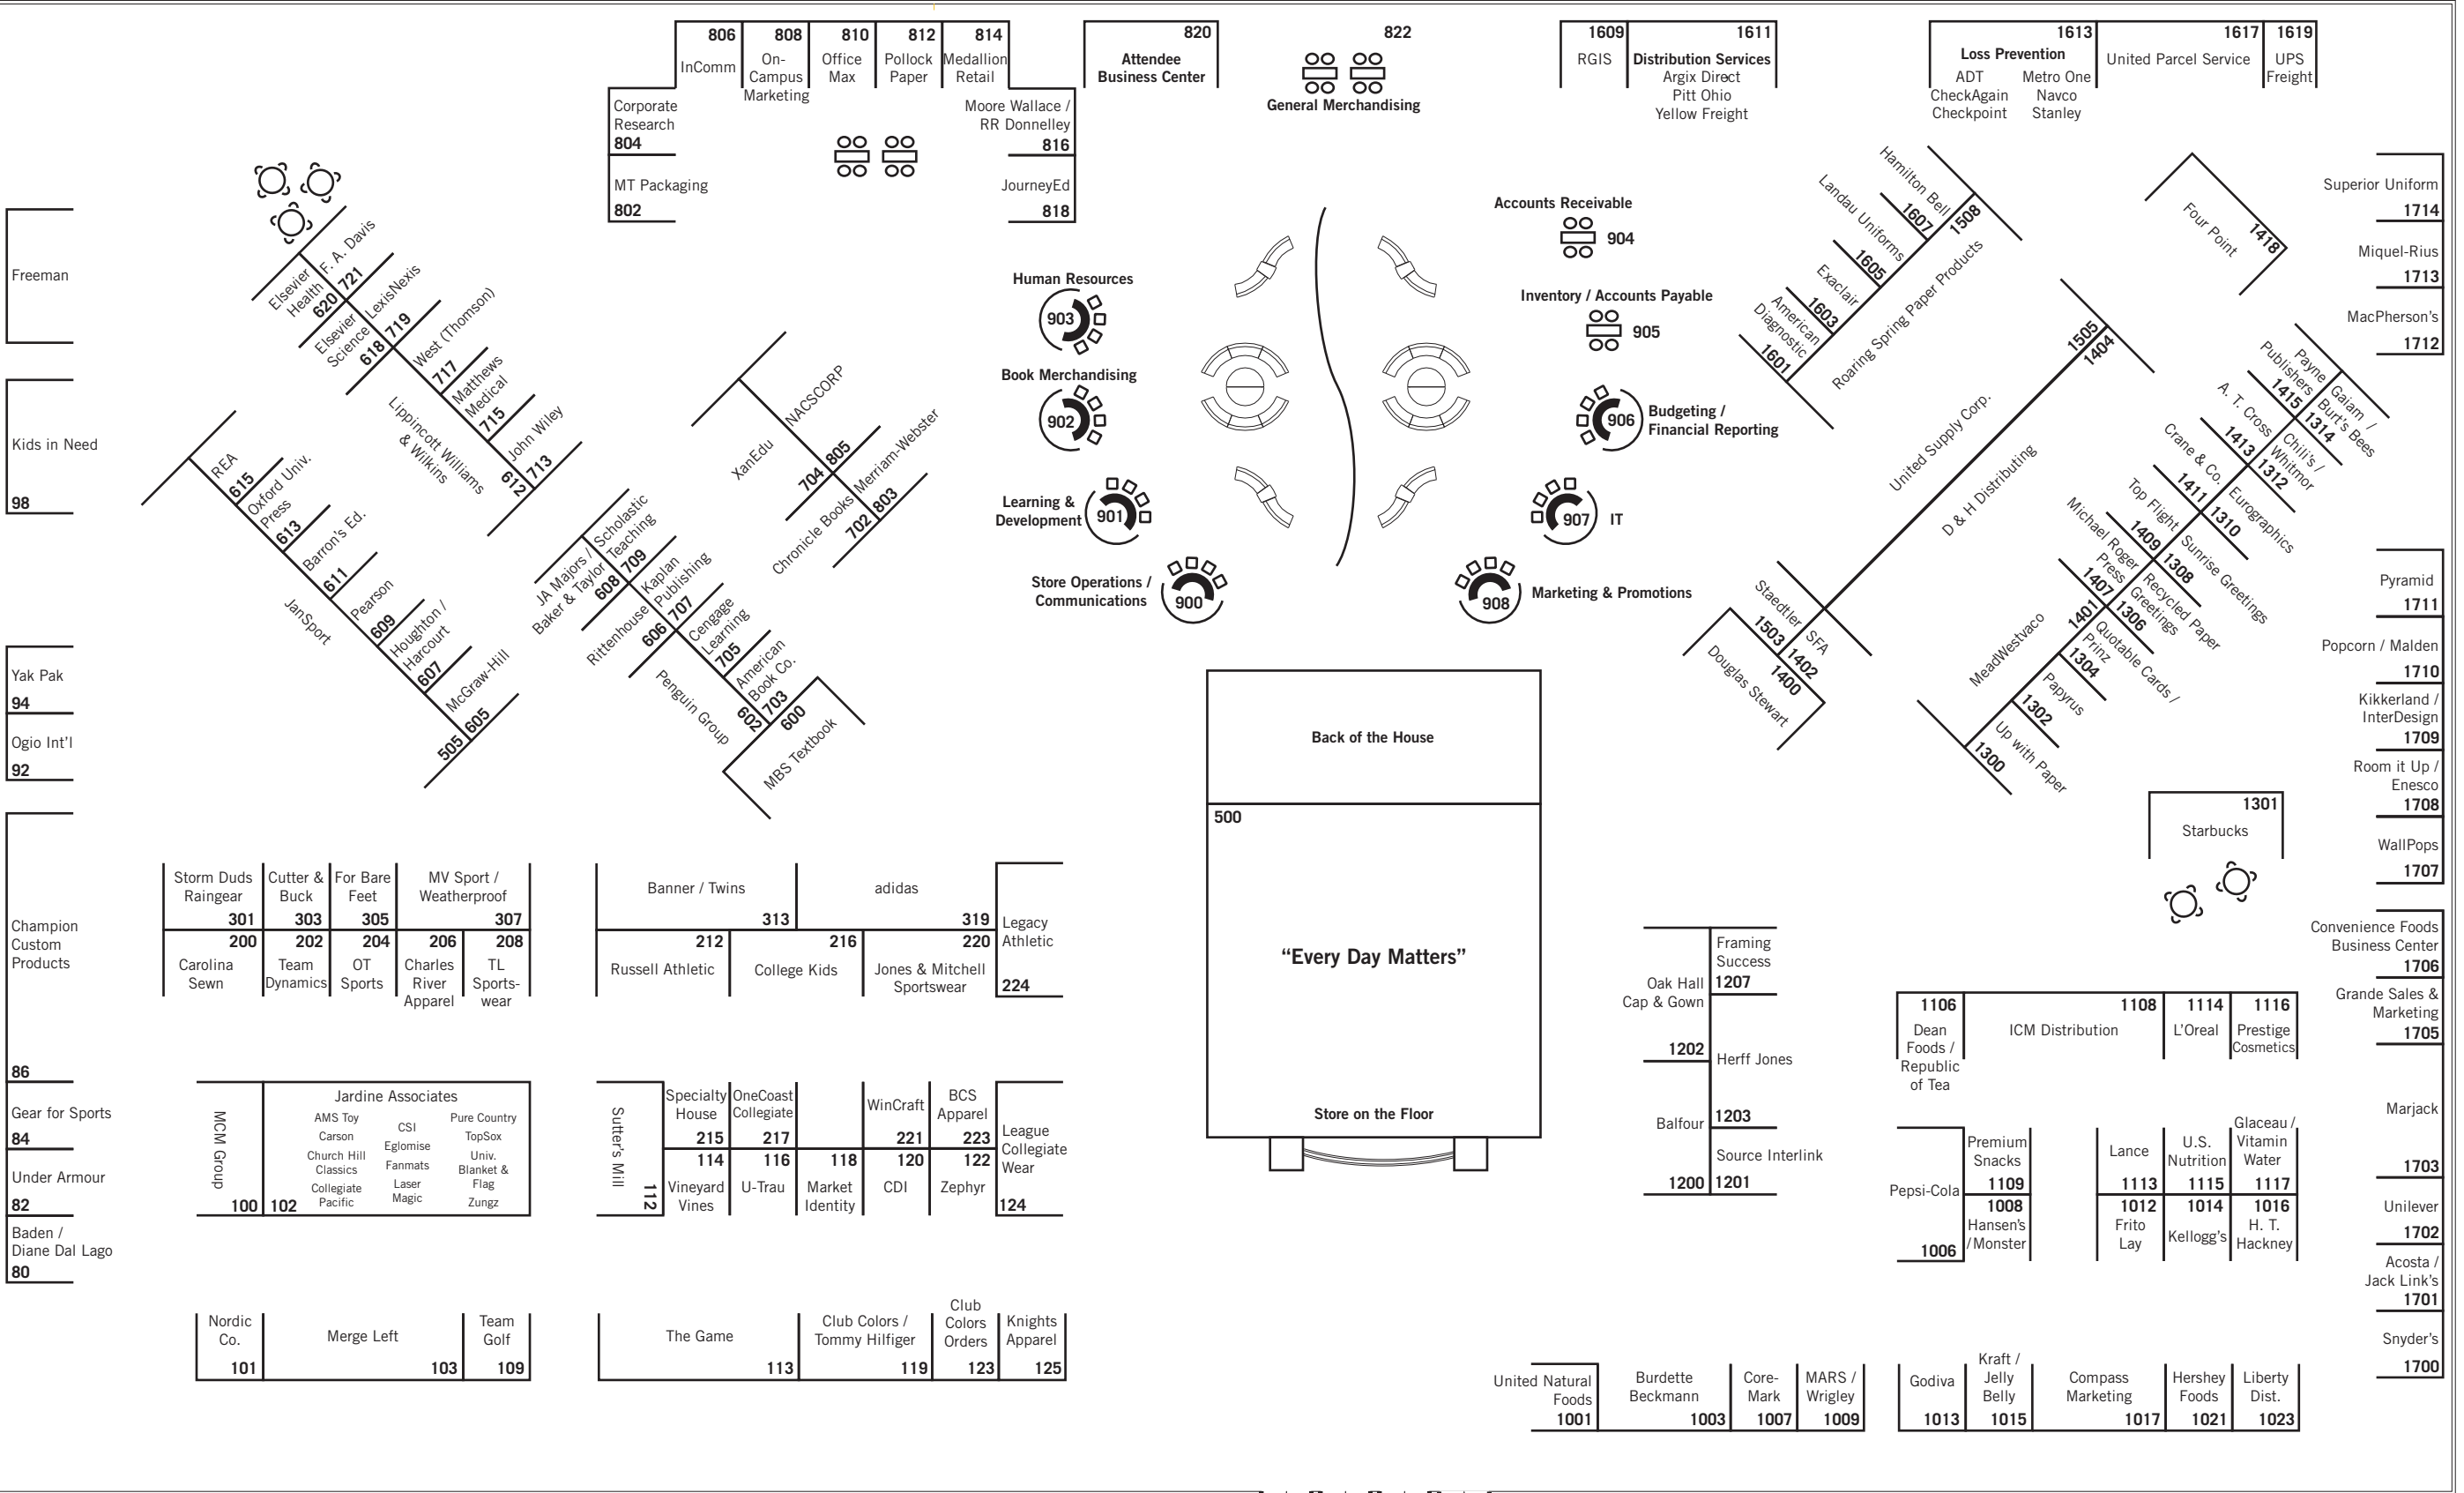 806
InComm
808
On-
Campus
Marketing
810
Office
Max
812
Pollock
Paper
814
Medallion
Retail
Corporate
Research
804
MT Packaging
802
Moore Wallace /
RR Donnelley
816
JourneyEd
818
820
Attendee
Business Center
822
General Merchandising
1609
RGIS
1611
Distribution Services
Argix Direct
Pitt Ohio
Yellow Freight
1613
Loss Prevention
ADT
CheckAgain
Checkpoint
Metro One
Navco
Stanley
1617
United Parcel Service
1619
UPS
Freight
Freeman
Kids in Need
98
Yak Pak
94
Ogio Int'l
92
Champion
Custom
Products
86
Gear for Sports
84
Under Armour
82
Baden /
Diane Dal Lago
80
F. A. Davis
721
Elsevier
Health
620
LexisNexis
719
Elsevier
Science
618
West (Thomson)
717
Matthews
Medical
715
John Wiley
713
Lippincott Williams
& Wilkins
612
REA
615
Oxford Univ.
Press
613
Barron's Ed.
611
Pearson
609
Houghton /
Harcourt
607
McGraw-Hill
605
JanSport
505
NACSCORP
805
XanEdu
704
Merriam-Webster
803
Chronicle Books
702
Scholastic
Teaching
709
JA Majors /
Baker & Taylor
608
Kaplan
Publishing
707
Rittenhouse
606
Cengage
Learning
705
American
Book Co.
703
Penguin Group
602
600
MBS Textbook
Human Resources
903
Book Merchandising
902
Learning &
Development
901
Store Operations /
Communications
900
Accounts Receivable
904
Inventory / Accounts Payable
905
906
Budgeting /
Financial Reporting
907
IT
908
Marketing & Promotions
Hamilton Bell
1607
Landau Uniforms
1605
Exaclair
1603
American
Diagnostic
1601
1508
Roaring Spring Paper Products
Four Point
1418
1505
United Supply Corp.
1404
D & H Distributing
Staedtler
1503
SFA
1402
1400
Douglas Stewart
Payne
Publishers
1415
Gaiam /
Burt's Bees
1314
A. T. Cross
1413
Chili's /
Whitmor
1312
Crane & Co.
1411
Eurographics
1310
Top Flight
1409
Sunrise Greetings
1308
Michael Roger
Press
1407
Recycled Paper
Greetings
1306
MeadWestvaco
1401
Quotable Cards /
Prinz
1304
Papyrus
1302
Up with Paper
1300
Superior Uniform
1714
Miquel-Rius
1713
MacPherson's
1712
Pyramid
1711
Popcorn / Malden
1710
Kikkerland /
InterDesign
1709
Room it Up /
Enesco
1708
WallPops
1707
Convenience Foods
Business Center
1706
Grande Sales &
Marketing
1705
Marjack
1703
Unilever
1702
Acosta /
Jack Link's
1701
Snyder's
1700
1301
Starbucks
Back of the House
500
“Every Day Matters”
Store on the Floor
Storm Duds
Raingear
301
Cutter &
Buck
303
For Bare
Feet
305
MV Sport /
Weatherproof
307
200
Carolina
Sewn
202
Team
Dynamics
204
OT
Sports
206
Charles
River
Apparel
208
TL
Sports-
wear
Banner / Twins
313
adidas
319
212
Russell Athletic
216
College Kids
220
Jones & Mitchell
Sportswear
Legacy
Athletic
224
MCM Group
100
Jardine Associates
AMS Toy
Carson
Church Hill
Classics
Collegiate
Pacific
CSI
Eglomise
Fanmats
Laser
Magic
Pure Country
TopSox
Univ.
Blanket &
Flag
Zungz
102
Sutter's Mill
112
Specialty
House
215
OneCoast
Collegiate
217
WinCraft
221
BCS
Apparel
223
114
Vineyard
Vines
116
U-Trau
118
Market
Identity
120
CDI
122
Zephyr
League
Collegiate
Wear
124
Nordic
Co.
101
Merge Left
103
Team
Golf
109
The Game
113
Club Colors /
Tommy Hilfiger
119
Club
Colors
Orders
123
Knights
Apparel
125
Oak Hall
Cap & Gown
1202
Framing
Success
1207
Herff Jones
1203
Balfour
1200
Source Interlink
1201
1106
Dean
Foods /
Republic
of Tea
1108
ICM Distribution
1114
L'Oreal
1116
Prestige
Cosmetics
Pepsi-Cola
1006
Premium
Snacks
1109
1008
Hansen's
/Monster
Lance
1113
U.S.
Nutrition
1115
Glaceau /
Vitamin
Water
1117
1012
Frito
Lay
1014
Kellogg's
1016
H. T.
Hackney
United Natural
Foods
1001
Burdette
Beckmann
1003
Core-
Mark
1007
MARS /
Wrigley
1009
Godiva
1013
Kraft /
Jelly
Belly
1015
Compass
Marketing
1017
Hershey
Foods
1021
Liberty
Dist.
1023